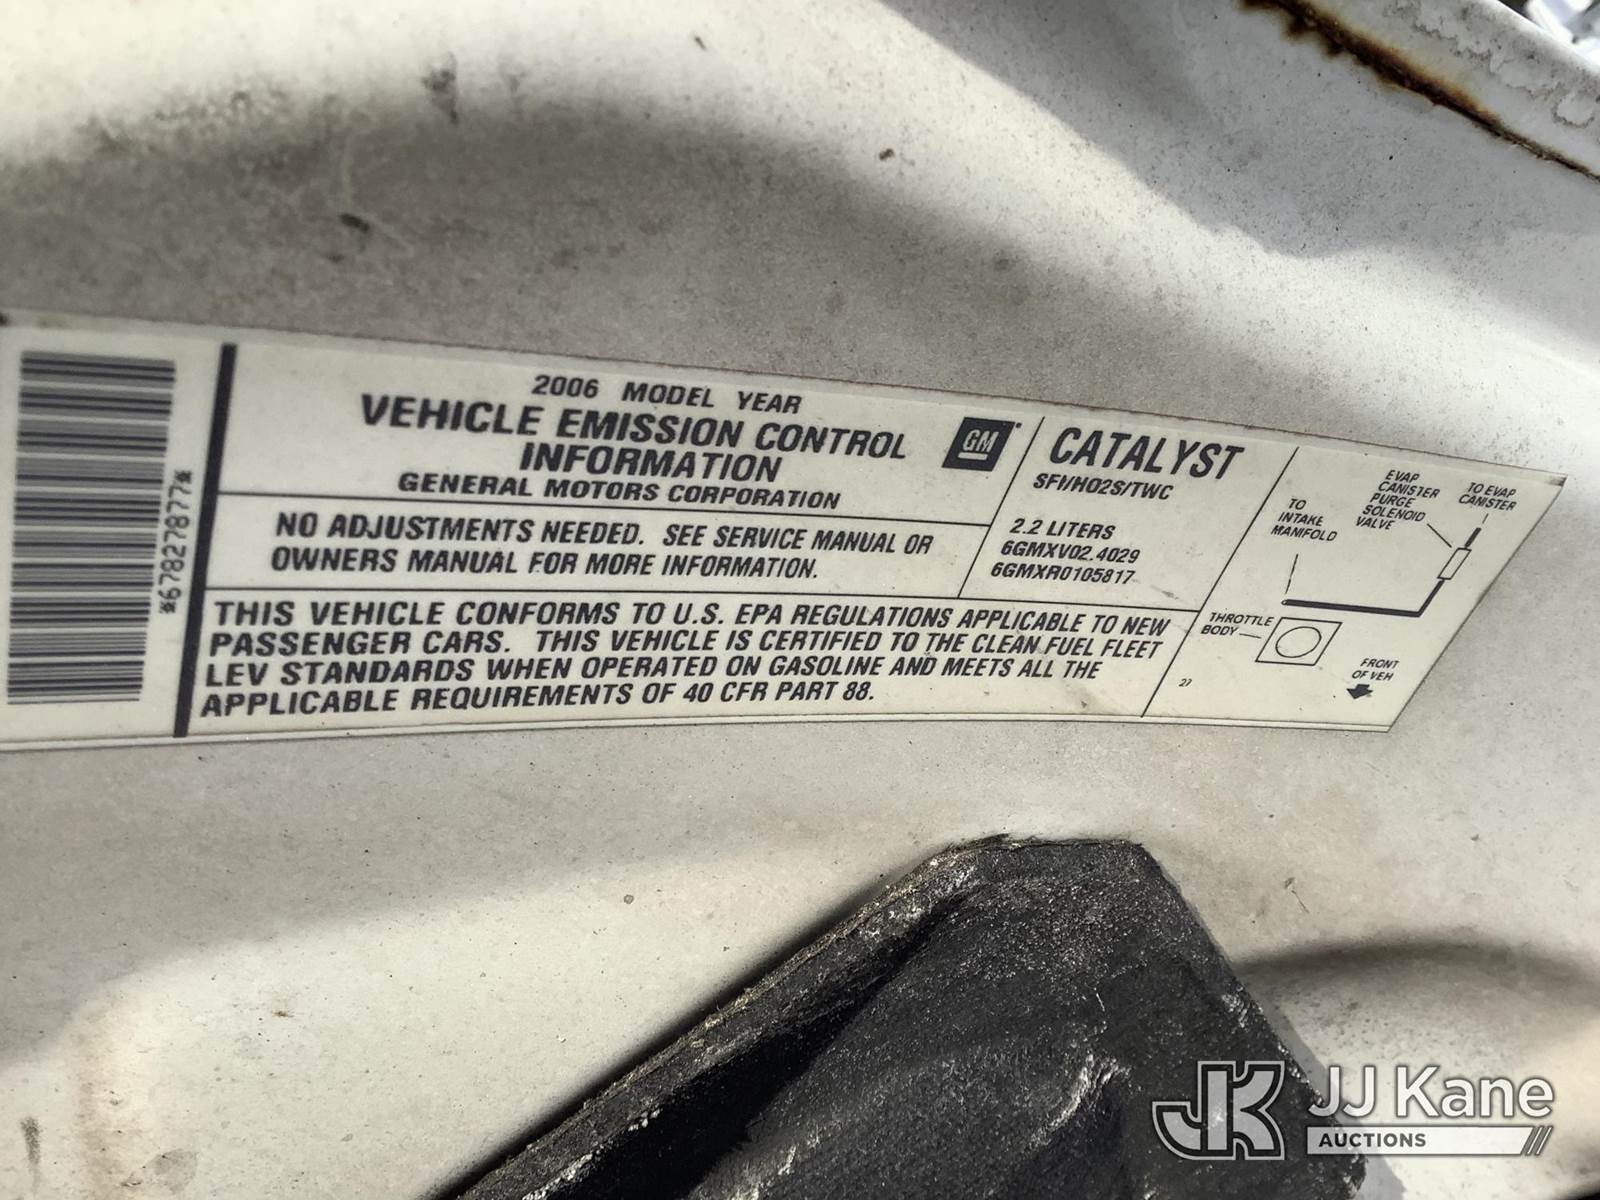 *67827877*
2006 MODEL YEAR
VEHICLE EMISSION CONTROL
INFORMATION
GENERAL MOTORS CORPORATION
GM
NO ADJUSTMENTS NEEDED. SEE SERVICE MANUAL OR
OWNERS MANUAL FOR MORE INFORMATION.
THIS VEHICLE CONFORMS TO U.S. EPA REGULATIONS APPLICABLE TO NEW
PASSENGER CARS. THIS VEHICLE IS CERTIFIED TO THE CLEAN FUEL FLEET
LEV STANDARDS WHEN OPERATED ON GASOLINE AND MEETS ALL THE
APPLICABLE REQUIREMENTS OF 40 CFR PART 88.
CATALYST
SFI/HO2S/TWC
2.2 LITERS
6GMXV02.4029
6GMXR0105817
TO
INTAKE
MANIFOLD
EVAP
CANISTER
PURGE
SOLENOID
VALVE
TO EVAP
CANISTER
THROTTLE
BODY
FRONT
OF VEH
27
JK JJ Kane
AUCTIONS